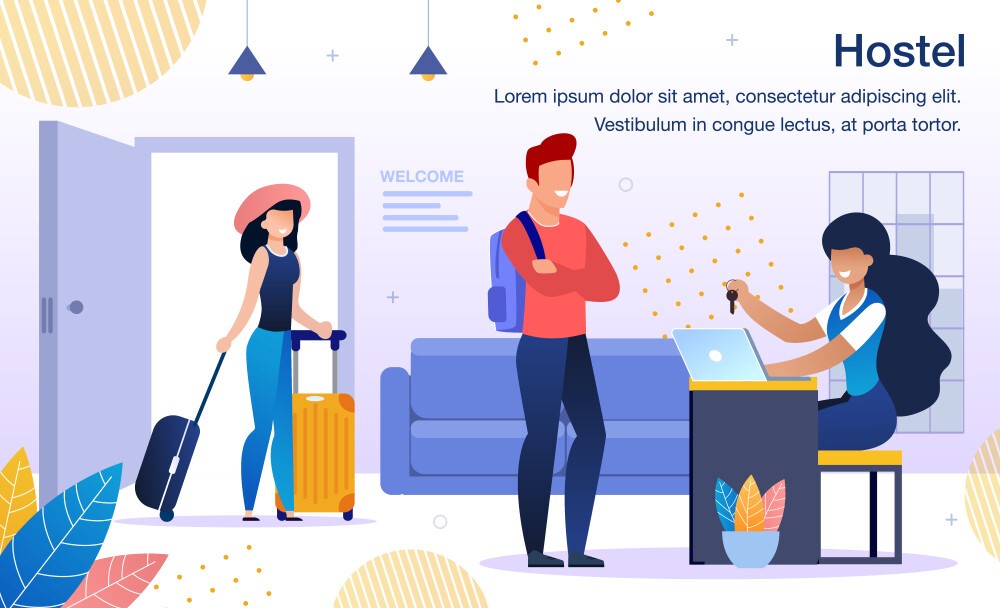 Hostel
Lorem ipsum dolor sit amet, consectetur adipiscing elit.
Vestibulum in congue lectus, at porta tortor.
WELCOME